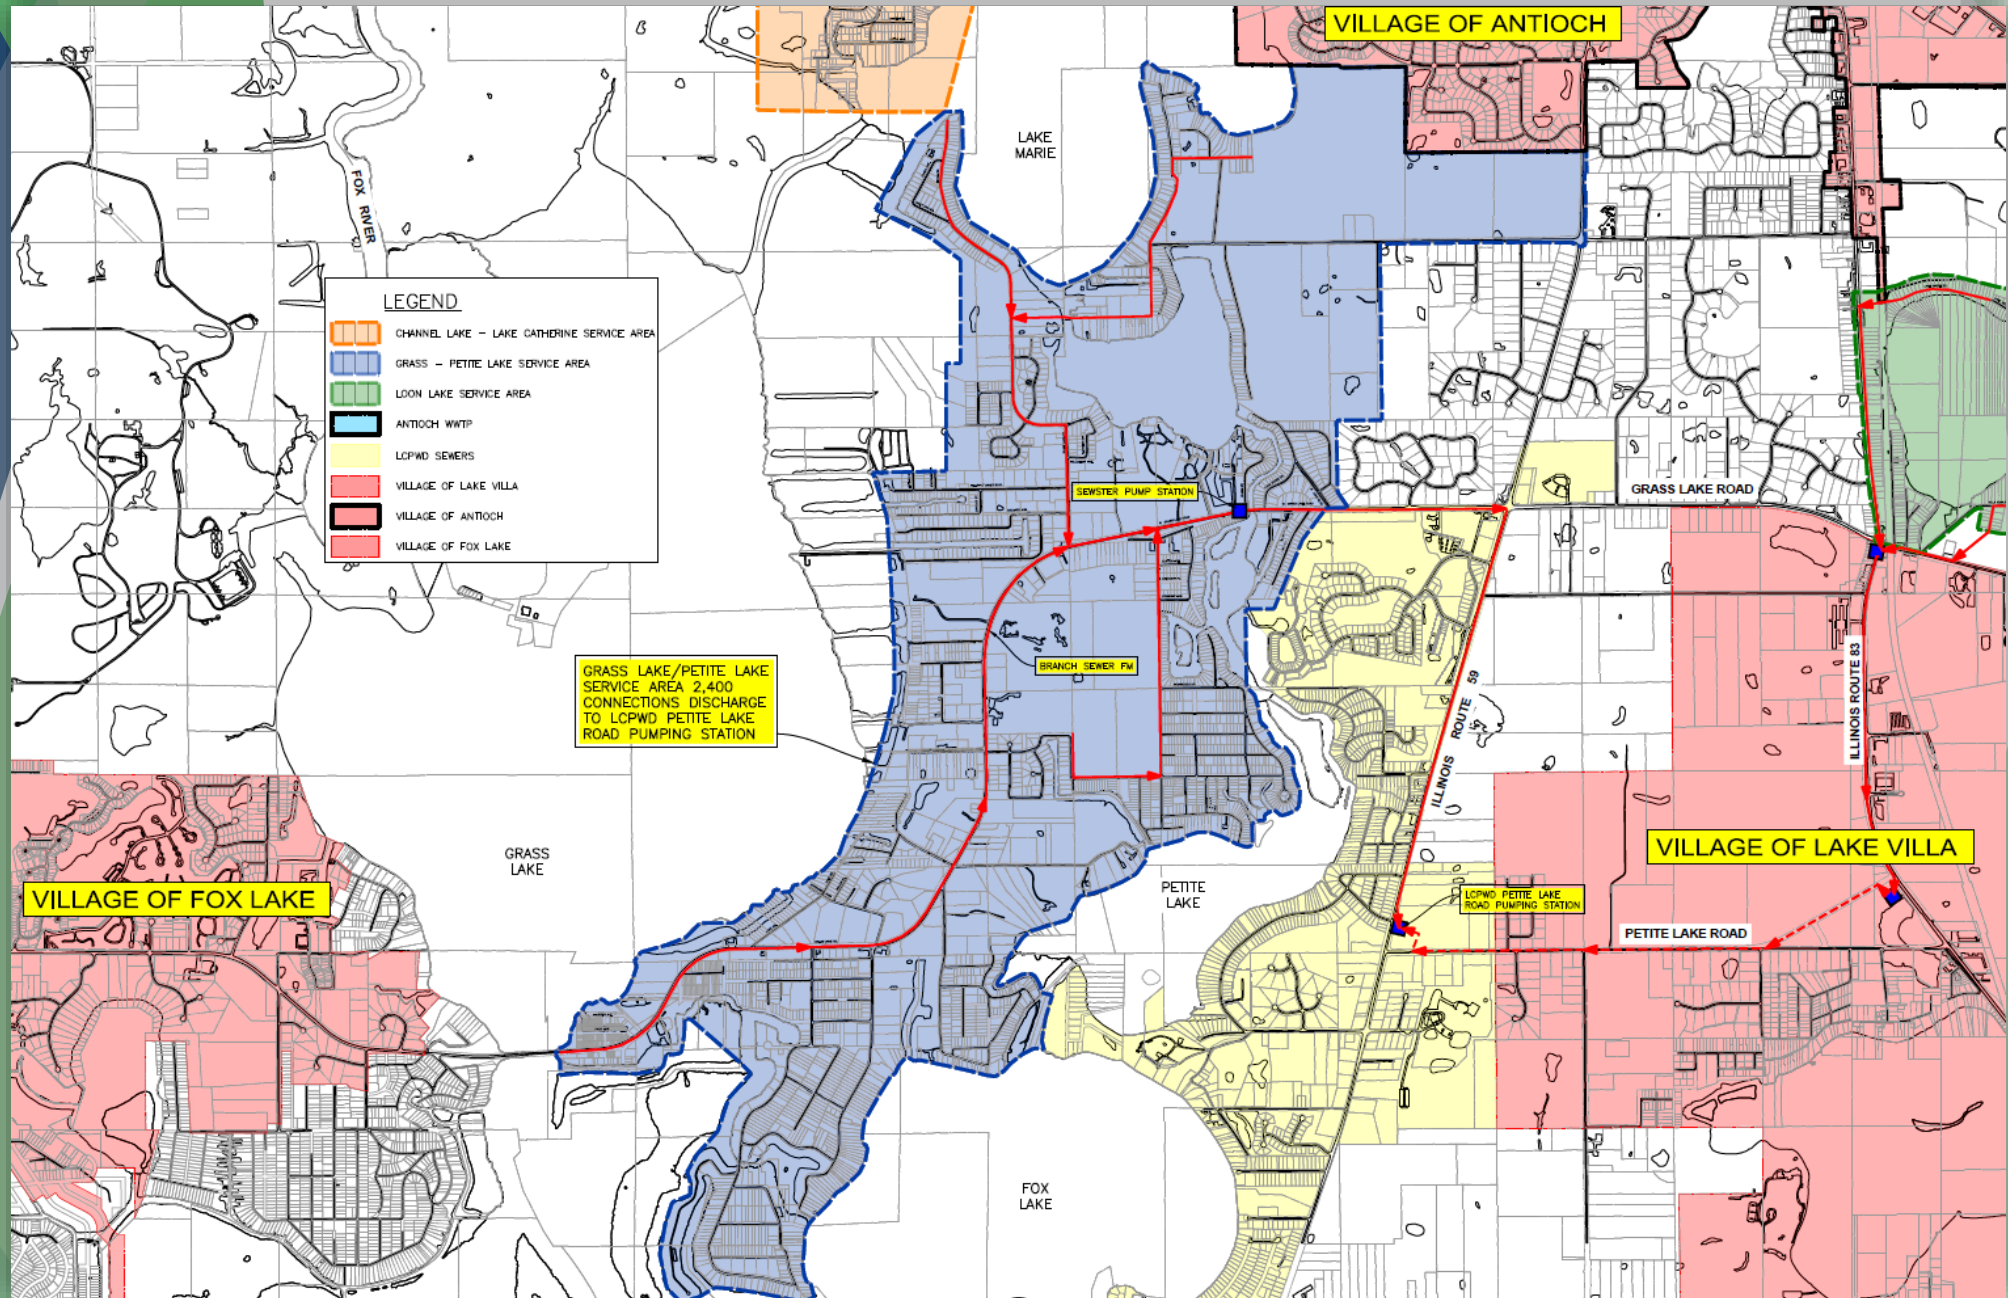 VILLAGE OF ANTIOCH
LAKE
MARIE
FOX RIVER
LEGEND
CHANNEL LAKE – LAKE CATHERINE SERVICE AREA
GRASS – PETITE LAKE SERVICE AREA
LOON LAKE SERVICE AREA
ANTIOCH WWTP
LCPWD SEWERS
VILLAGE OF LAKE VILLA
VILLAGE OF ANTIOCH
VILLAGE OF FOX LAKE
SEWSTER PUMP STATION
GRASS LAKE ROAD
BRANCH SEWER FM
GRASS LAKE/PETITE LAKE
SERVICE AREA 2,400
CONNECTIONS DISCHARGE
TO LCPWD PETITE LAKE
ROAD PUMPING STATION
ILLINOIS ROUTE 59
ILLINOIS ROUTE 83
VILLAGE OF LAKE VILLA
GRASS
LAKE
VILLAGE OF FOX LAKE
PETITE
LAKE
LCPWD PETITE LAKE
ROAD PUMPING STATION
PETITE LAKE ROAD
FOX
LAKE